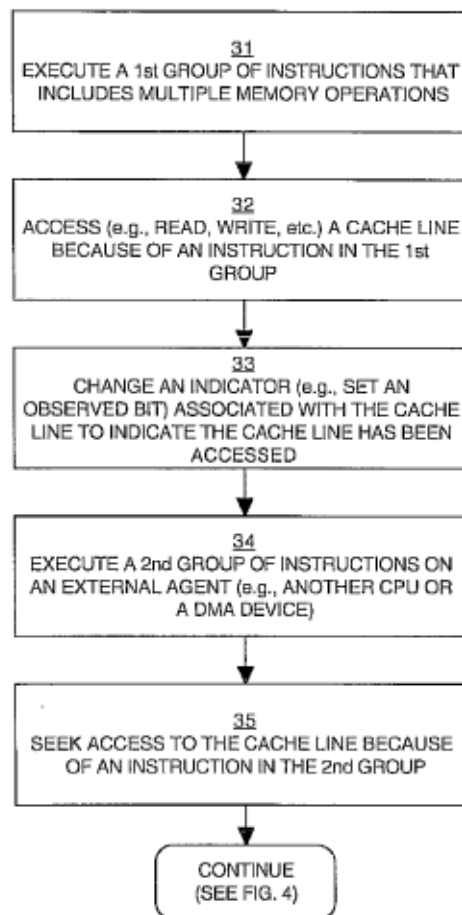 31
EXECUTE A 1st GROUP OF INSTRUCTIONS THAT
INCLUDES MULTIPLE MEMORY OPERATIONS
32
ACCESS (e.g., READ, WRITE, etc.) A CACHE LINE
BECAUSE OF AN INSTRUCTION IN THE 1st
GROUP
33
CHANGE AN INDICATOR (e.g., SET AN
OBSERVED BIT) ASSOCIATED WITH THE CACHE
LINE TO INDICATE THE CACHE LINE HAS BEEN
ACCESSED
34
EXECUTE A 2nd GROUP OF INSTRUCTIONS ON
AN EXTERNAL AGENT (e.g., ANOTHER CPU OR
A DMA DEVICE)
35
SEEK ACCESS TO THE CACHE LINE BECAUSE
OF AN INSTRUCTION IN THE 2nd GROUP
CONTINUE
(SEE FIG. 4)